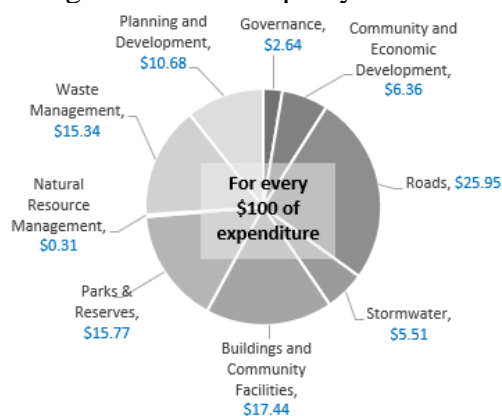 Planning and
Development,
$10.68
Governance,
$2.64
Community and
Economic
Development,
$6.36
Waste
Management,
$15.34
Roads, $25.95
For every
$100 of
expenditure
Natural
Resource
Management,
$0.31
Parks &
Reserves,
$15.77
Stormwater,
$5.51
Buildings and
Community
Facilities,
$17.44